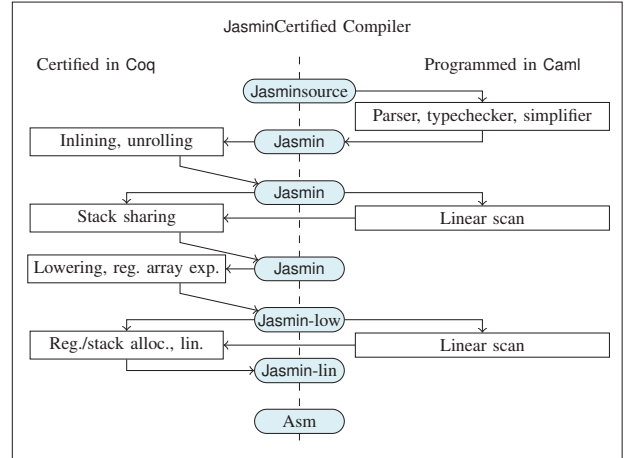 JasminCertified Compiler
Certified in Coq
Programmed in Caml
Jasminsource
Parser, typechecker, simplifier
Inlining, unrolling
Jasmin
Jasmin
Stack sharing
Linear scan
Lowering, reg. array exp.
Jasmin
Jasmin-low
Reg./stack alloc., lin.
Linear scan
Jasmin-lin
Asm